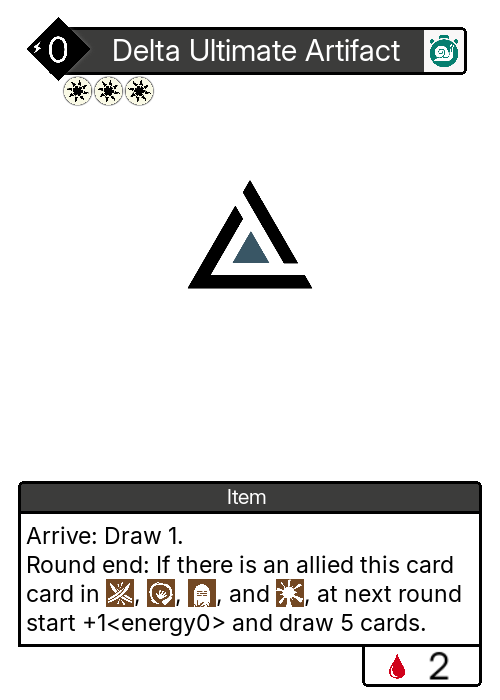 0 Delta Ultimate Artifact
Item
Arrive: Draw 1.
Round end: If there is an allied this card
card in , , , and , at next round
start +1<energy0> and draw 5 cards.
2